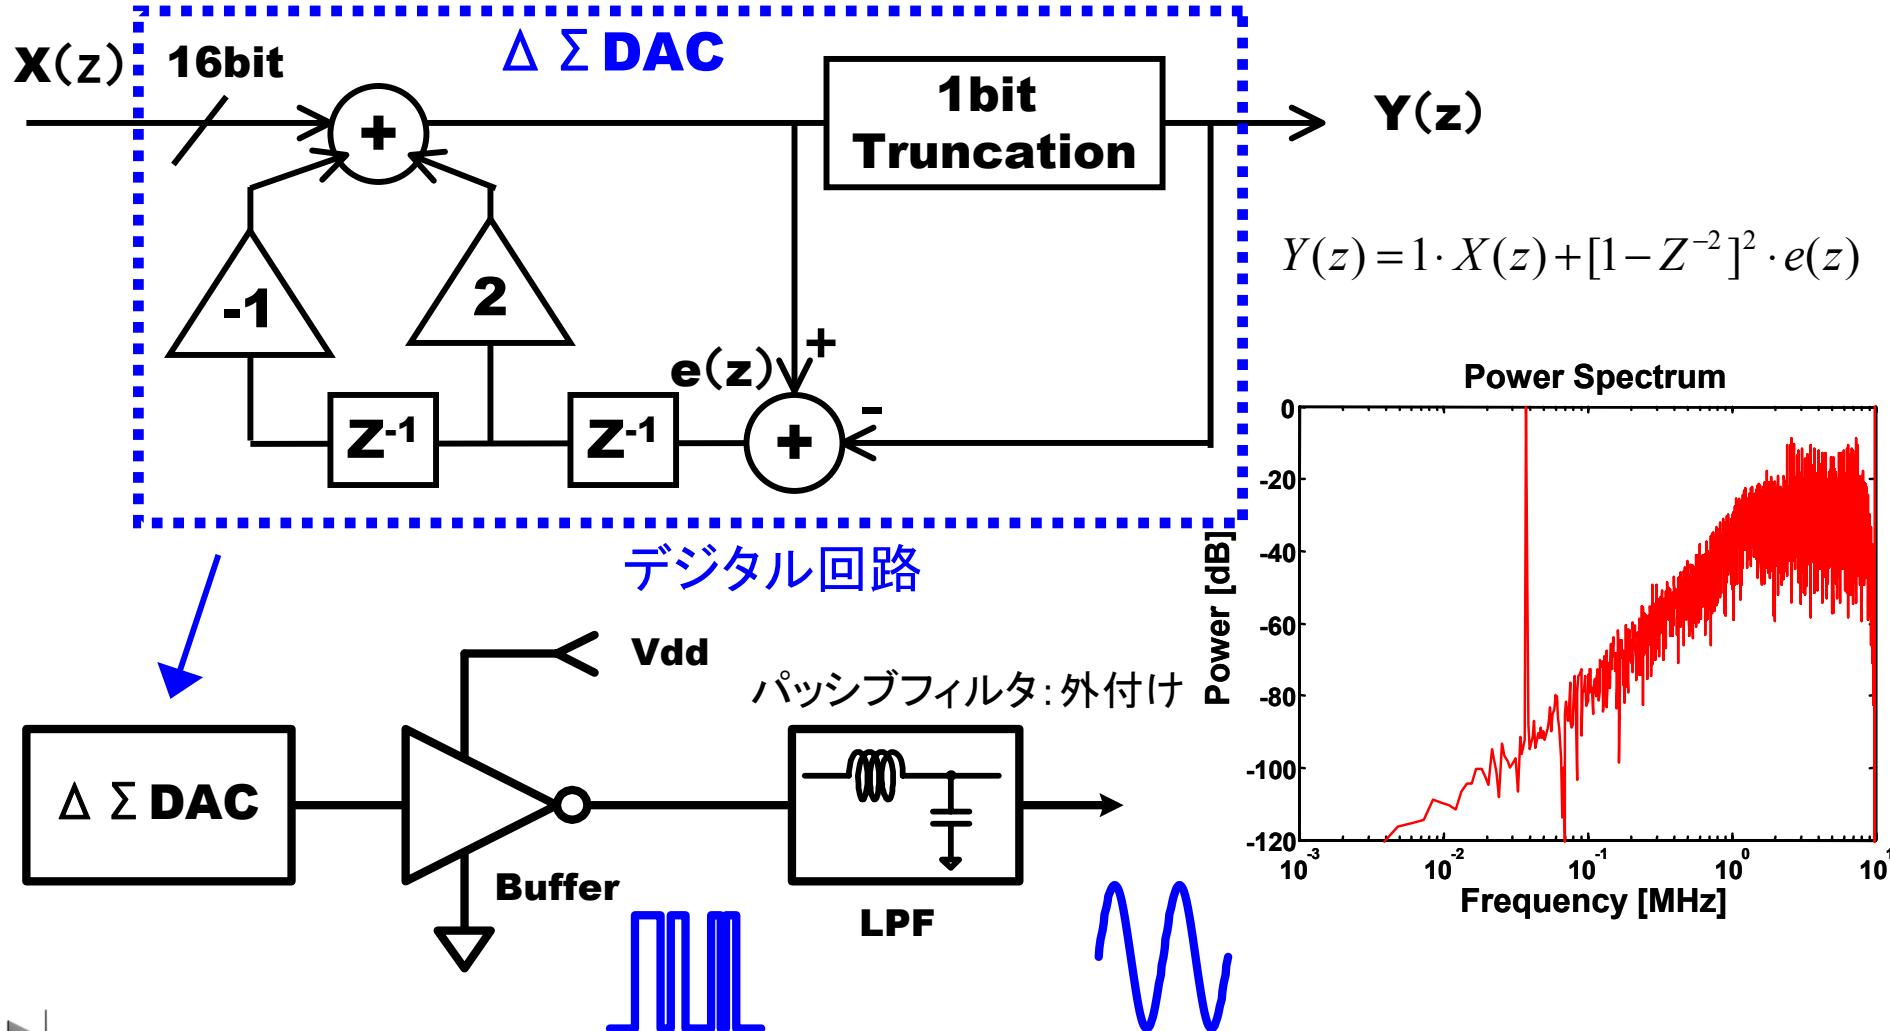 ΔΣDAC
X(z)
16bit
+
1bit
Truncation
Y(z)
Y(z)=1·X(z)+[1−Z⁻²]²·e(z)
-1
2
e(z)
+
-
Z-1
Z-1
+
デジタル回路
Power Spectrum
0
-20
-40
-60
-80
-100
-120
Power [dB]
10-3
10-2
10-1
100
101
Frequency [MHz]
Vdd
パッシブフィルタ:外付け
ΔΣDAC
Buffer
LPF